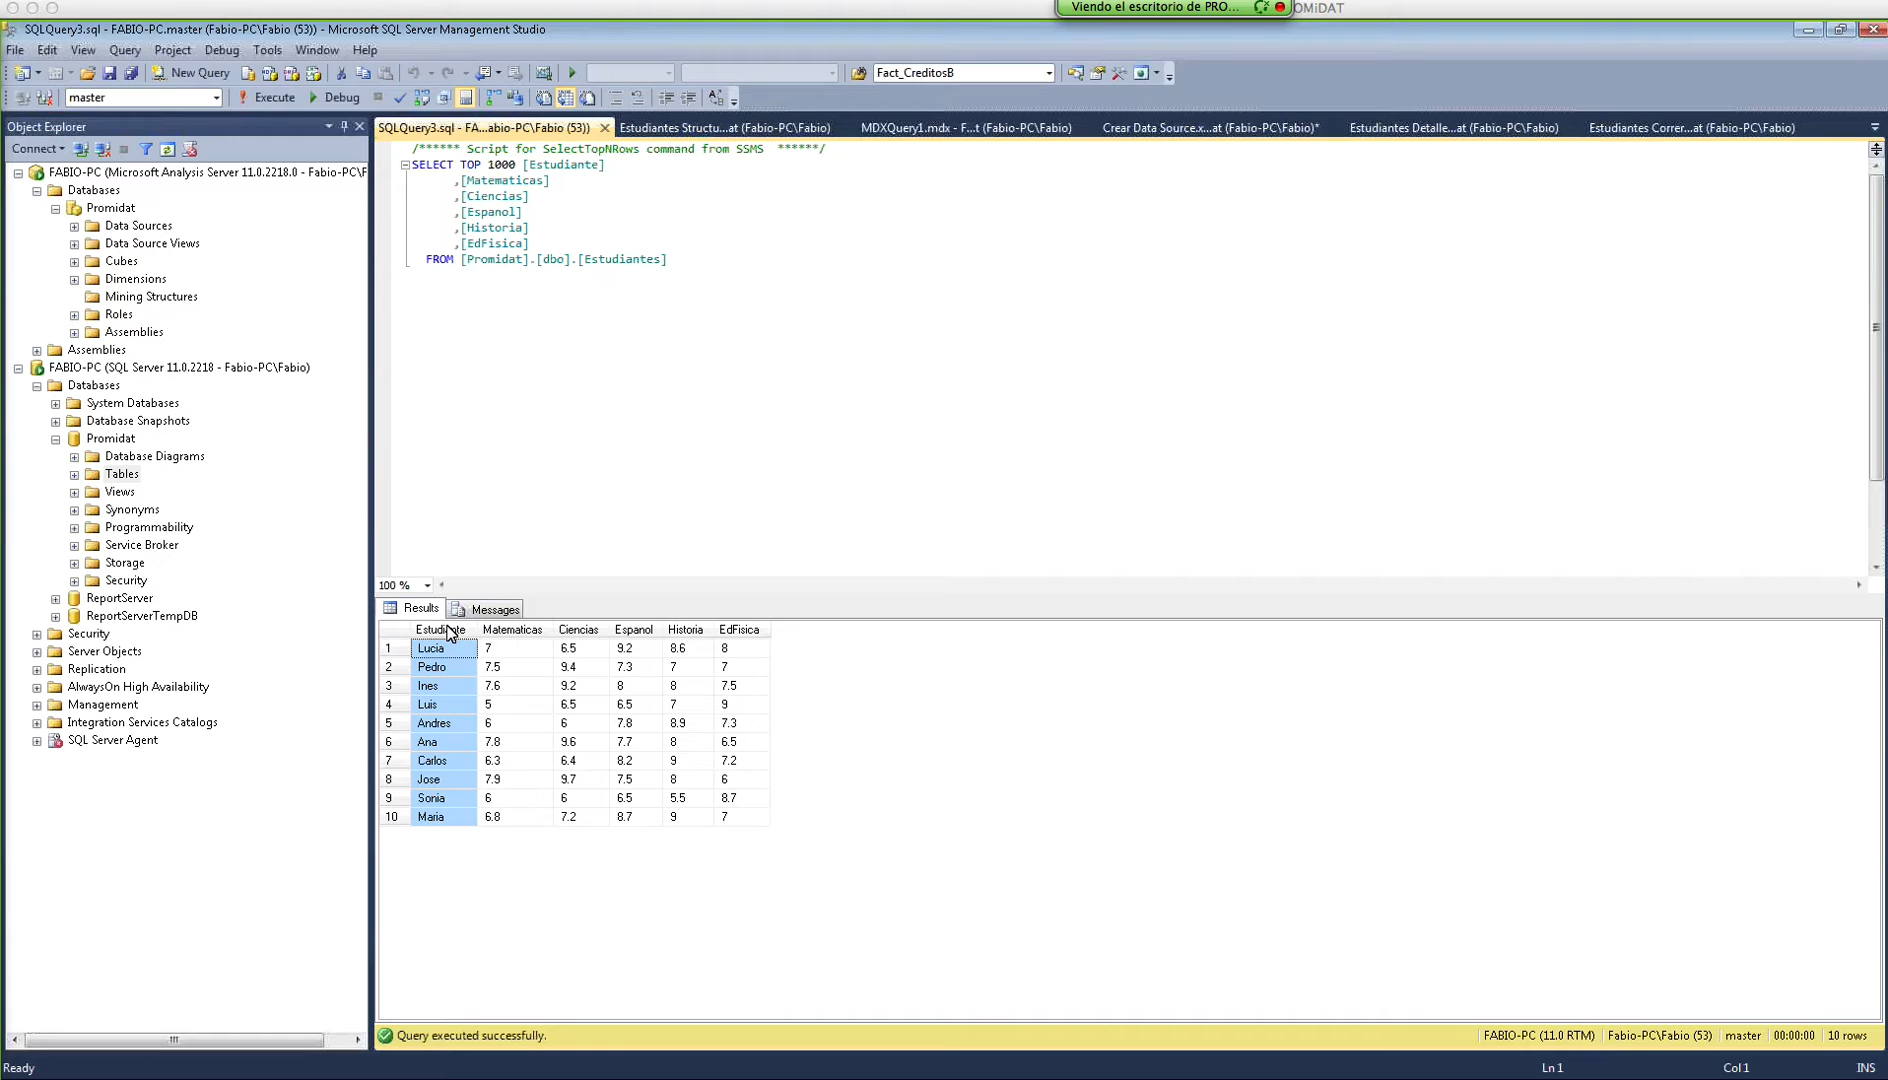 Viendo el escritorio de PRO...
OMiDAT
SQLQuery3.sql - FABIO-PC.master (Fabio-PC\Fabio (53)) - Microsoft SQL Server Management Studio
File Edit View Query Project Debug Tools Window Help
New Query
Fact_CreditosB
master
Execute
Debug
Object Explorer
Connect
FABIO-PC (Microsoft Analysis Server 11.0.2218.0 - Fabio-PC\F
Databases
Promidat
Data Sources
Data Source Views
Cubes
Dimensions
Mining Structures
Roles
Assemblies
Assemblies
FABIO-PC (SQL Server 11.0.2218 - Fabio-PC\Fabio)
Databases
System Databases
Database Snapshots
Promidat
Database Diagrams
Tables
Views
Synonyms
Programmability
Service Broker
Storage
Security
ReportServer
ReportServerTempDB
Security
Server Objects
Replication
AlwaysOn High Availability
Management
Integration Services Catalogs
SQL Server Agent
SQLQuery3.sql - FA...abio-PC\Fabio (53)) Estudiantes Structu...at (Fabio-PC\Fabio) MDXQuery1.mdx - F...t (Fabio-PC\Fabio) Crear Data Source.x...at (Fabio-PC\Fabio)* Estudiantes Detalle...at (Fabio-PC\Fabio) Estudiantes Correr...at (Fabio-PC\Fabio)
/****** Script for SelectTopNRows command from SSMS ******/
SELECT TOP 1000 [Estudiante]
,[Matematicas]
,[Ciencias]
,[Espanol]
,[Historia]
,[EdFisica]
FROM [Promidat].[dbo].[Estudiantes]
100 %
Results Messages
Estudiante Matematicas Ciencias Espanol Historia EdFisica
1 Lucia 7 6.5 9.2 8.6 8
2 Pedro 7.5 9.4 7.3 7 7
3 Ines 7.6 9.2 8 8 7.5
4 Luis 5 6.5 6.5 7 9
5 Andres 6 6 7.8 8.9 7.3
6 Ana 7.8 9.6 7.7 8 6.5
7 Carlos 6.3 6.4 8.2 9 7.2
8 Jose 7.9 9.7 7.5 8 6
9 Sonia 6 6 6.5 5.5 8.7
10 Maria 6.8 7.2 8.7 9 7
Query executed successfully. FABIO-PC (11.0 RTM) Fabio-PC\Fabio (53) master 00:00:00 10 rows
Ready Ln 1 Col 1 INS